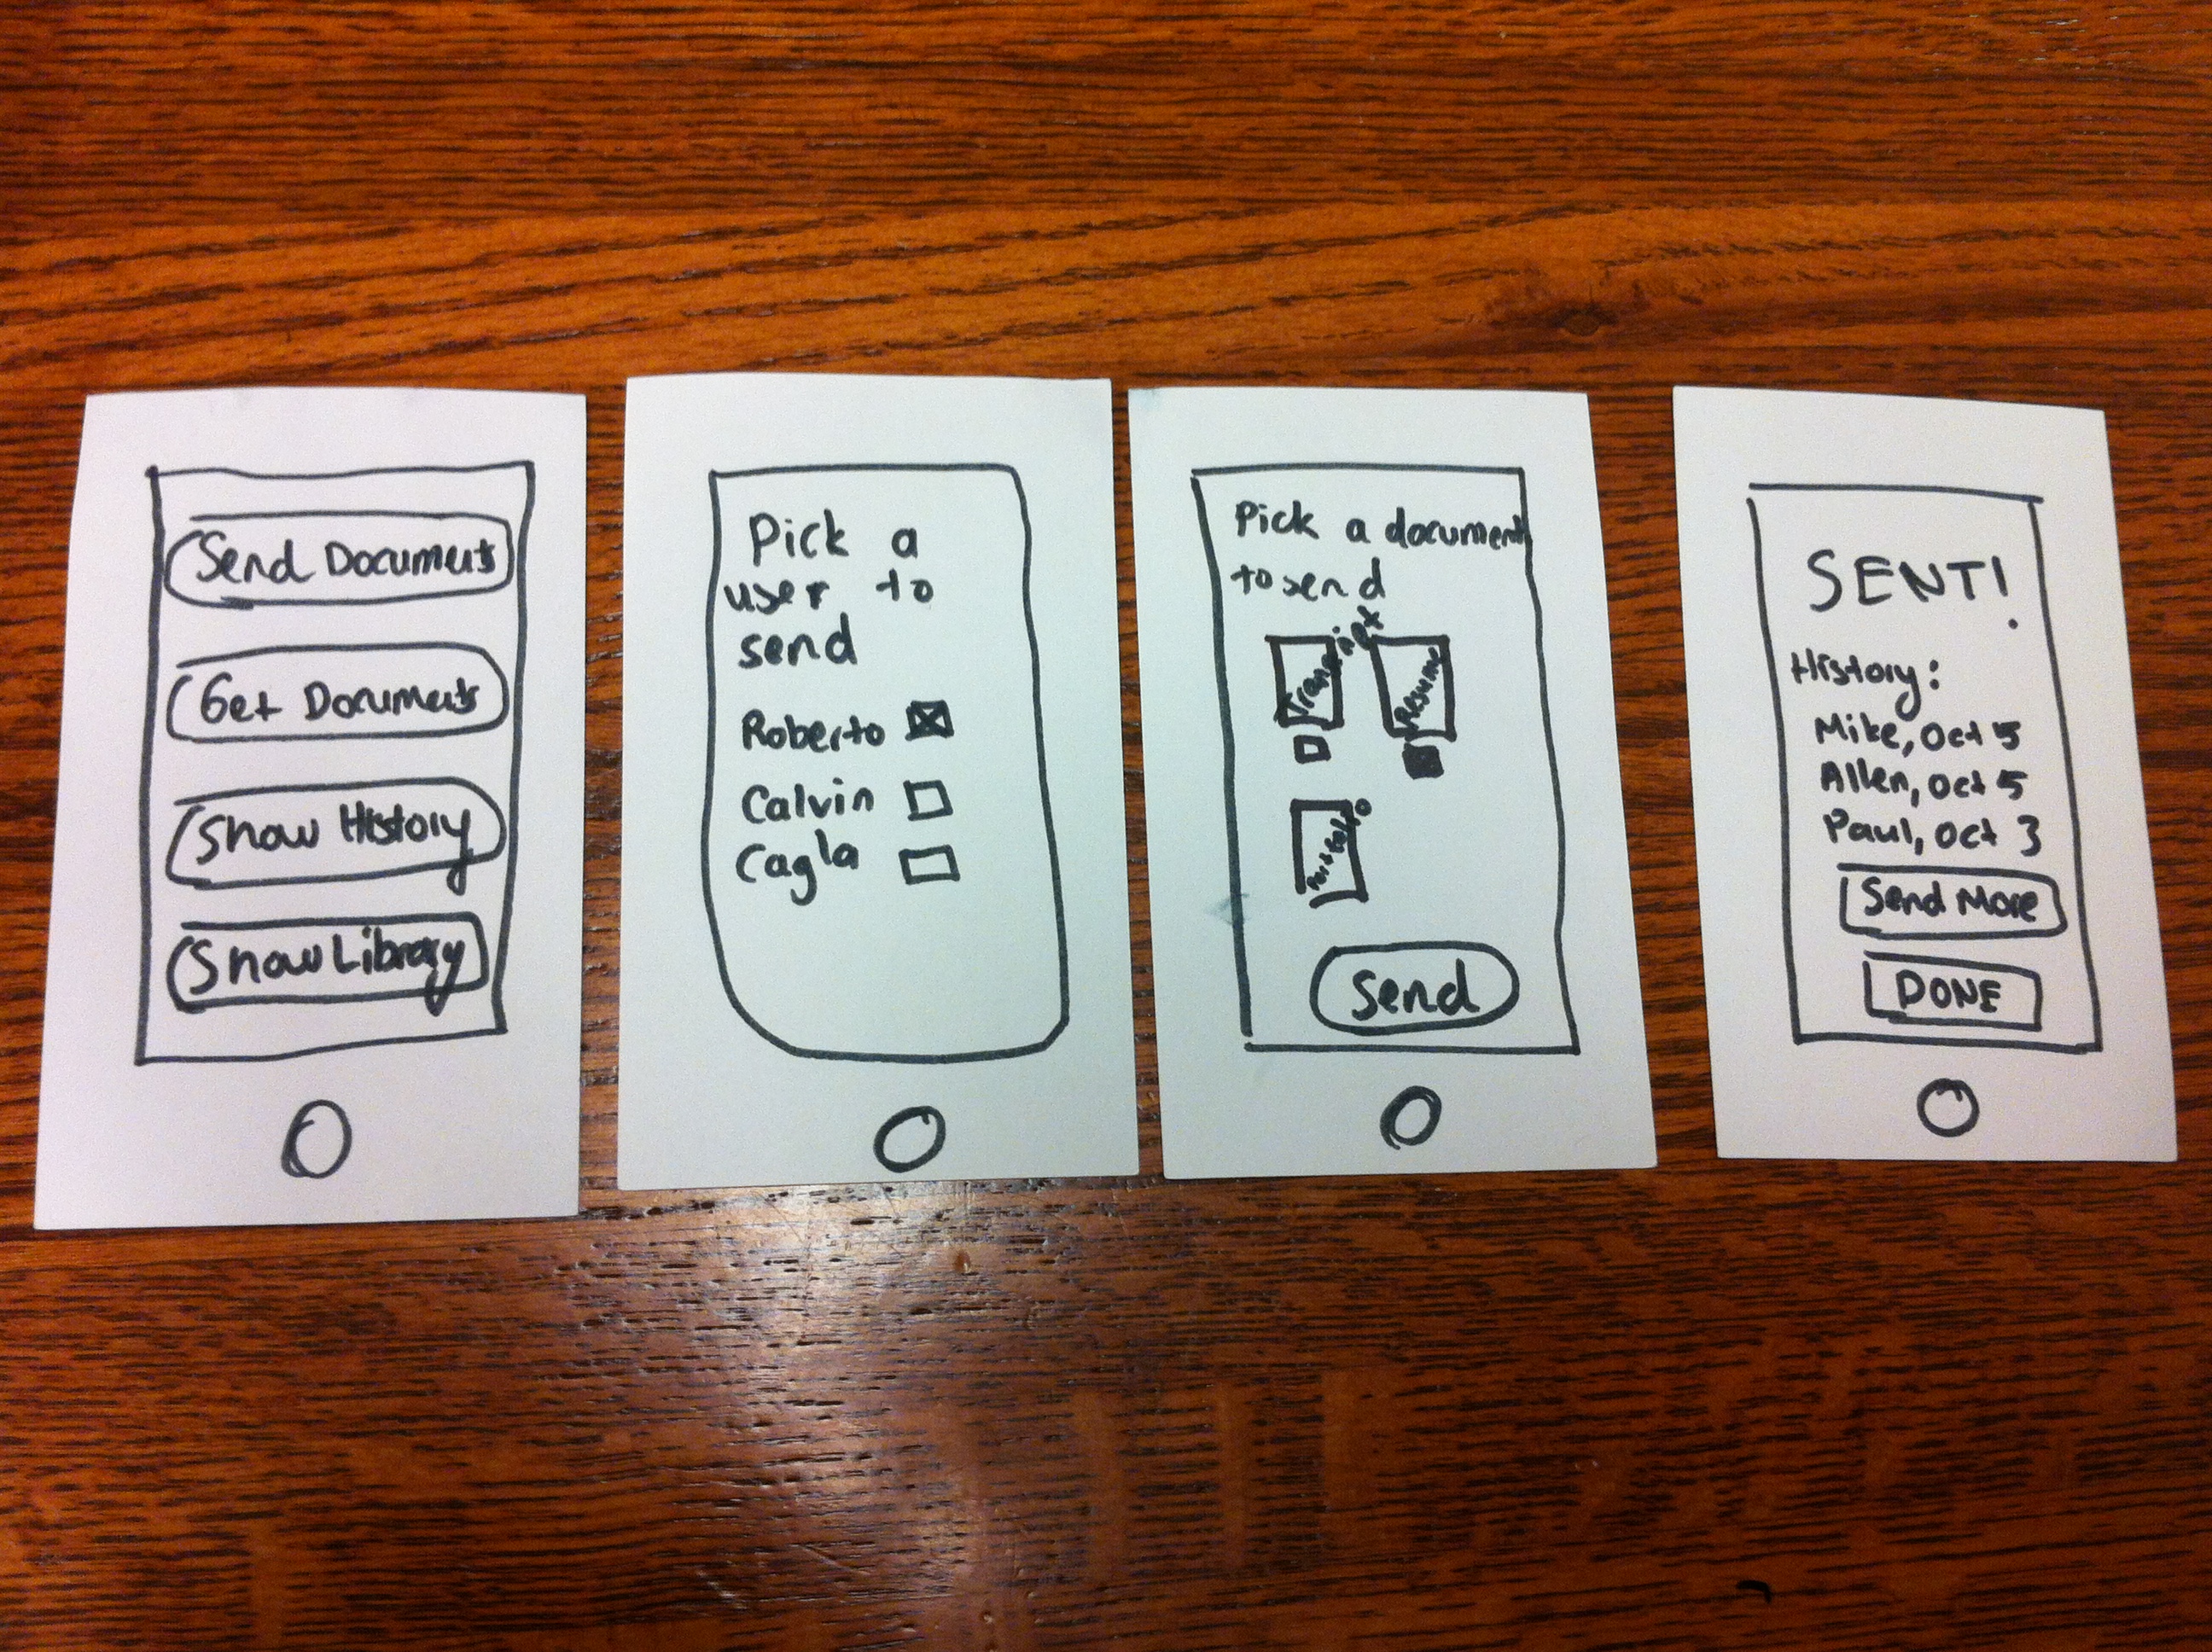 Send Documents
Get Documents
Show History
Show Library
Pick a
user to
send
Roberto
Calvin
Cagla
Pick a document
to send
Transcript
Resume
Portfolio
Send
SENT!
History:
Mike, Oct 5
Allen, Oct 5
Paul, Oct 3
Send More
DONE